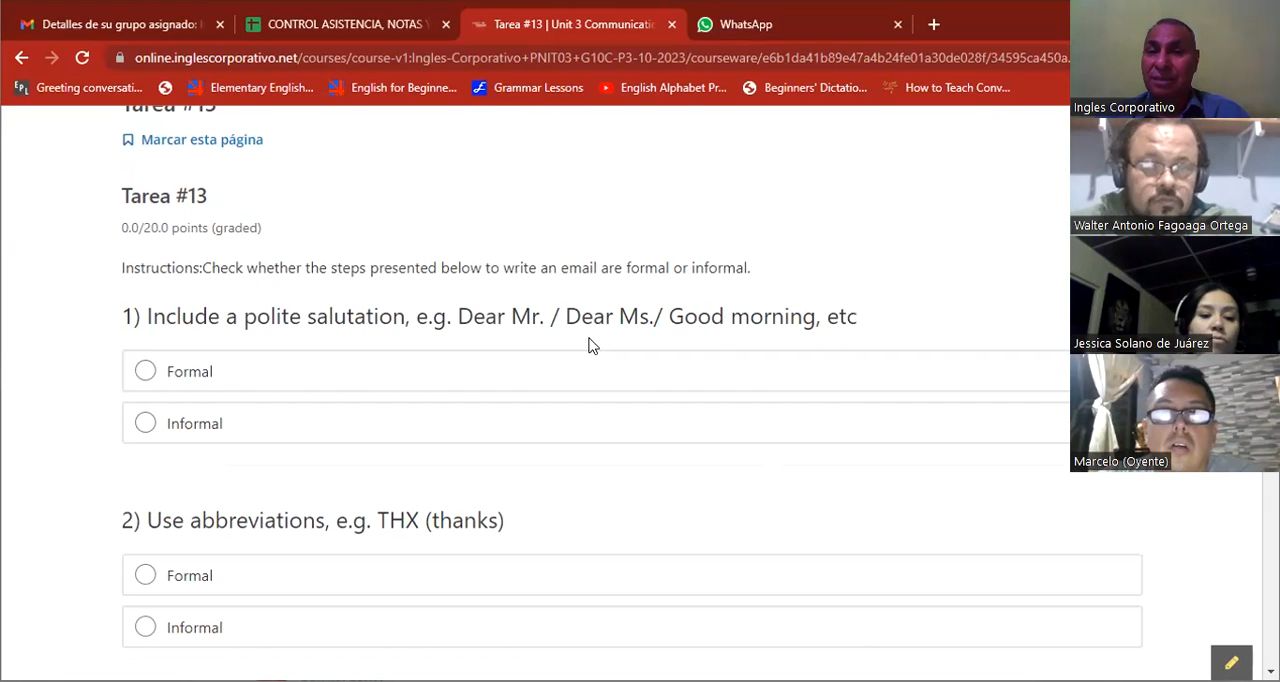 Detalles de su grupo asignado:
CONTROL ASISTENCIA, NOTAS
Tarea #13 | Unit 3 Communicati
WhatsApp
online.inglescorporativo.net/courses/course-v1:Ingles-Corporativo+PNIT03+G10C-P3-10-2023/courseware/e6b1da41b89e47a4b24fe01a30de028f/34595ca450a.
Greeting conversati...
Elementary English...
English for Beginne...
Grammar Lessons
English Alphabet Pr...
Beginners' Dictatio...
How to Teach Conv...
Tarea #13
Marcar esta página
Tarea #13
0.0/20.0 points (graded)
Instructions:Check whether the steps presented below to write an email are formal or informal.
1) Include a polite salutation, e.g. Dear Mr. / Dear Ms./ Good morning, etc
Formal
Informal
2) Use abbreviations, e.g. THX (thanks)
Formal
Informal
Ingles Corporativo
Walter Antonio Fagoaga Ortega
Jessica Solano de Juárez
Marcelo (Oyente)